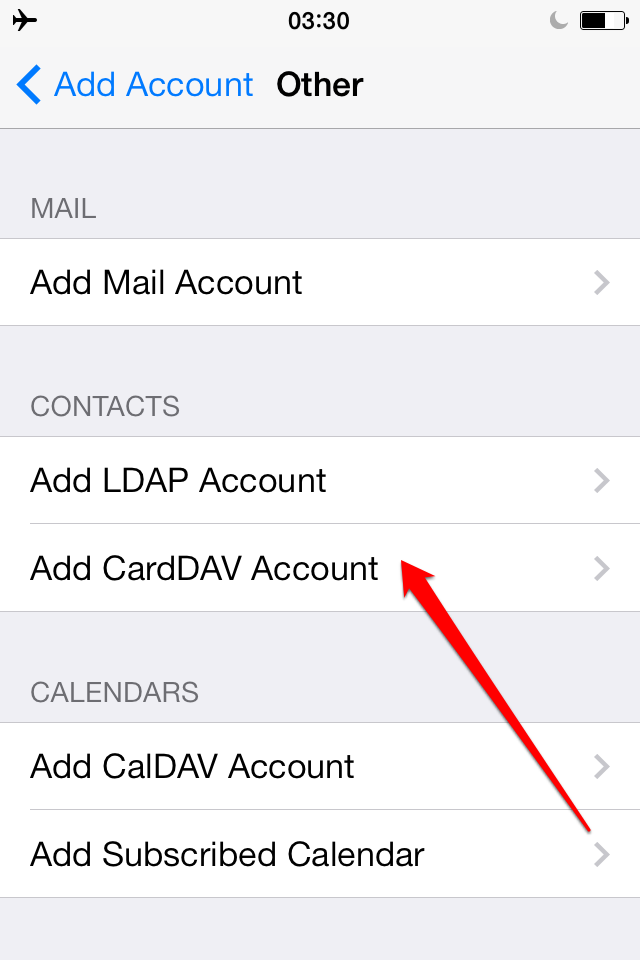 03:30
Add Account Other
MAIL
Add Mail Account
CONTACTS
Add LDAP Account
Add CardDAV Account
CALENDARS
Add CalDAV Account
Add Subscribed Calendar